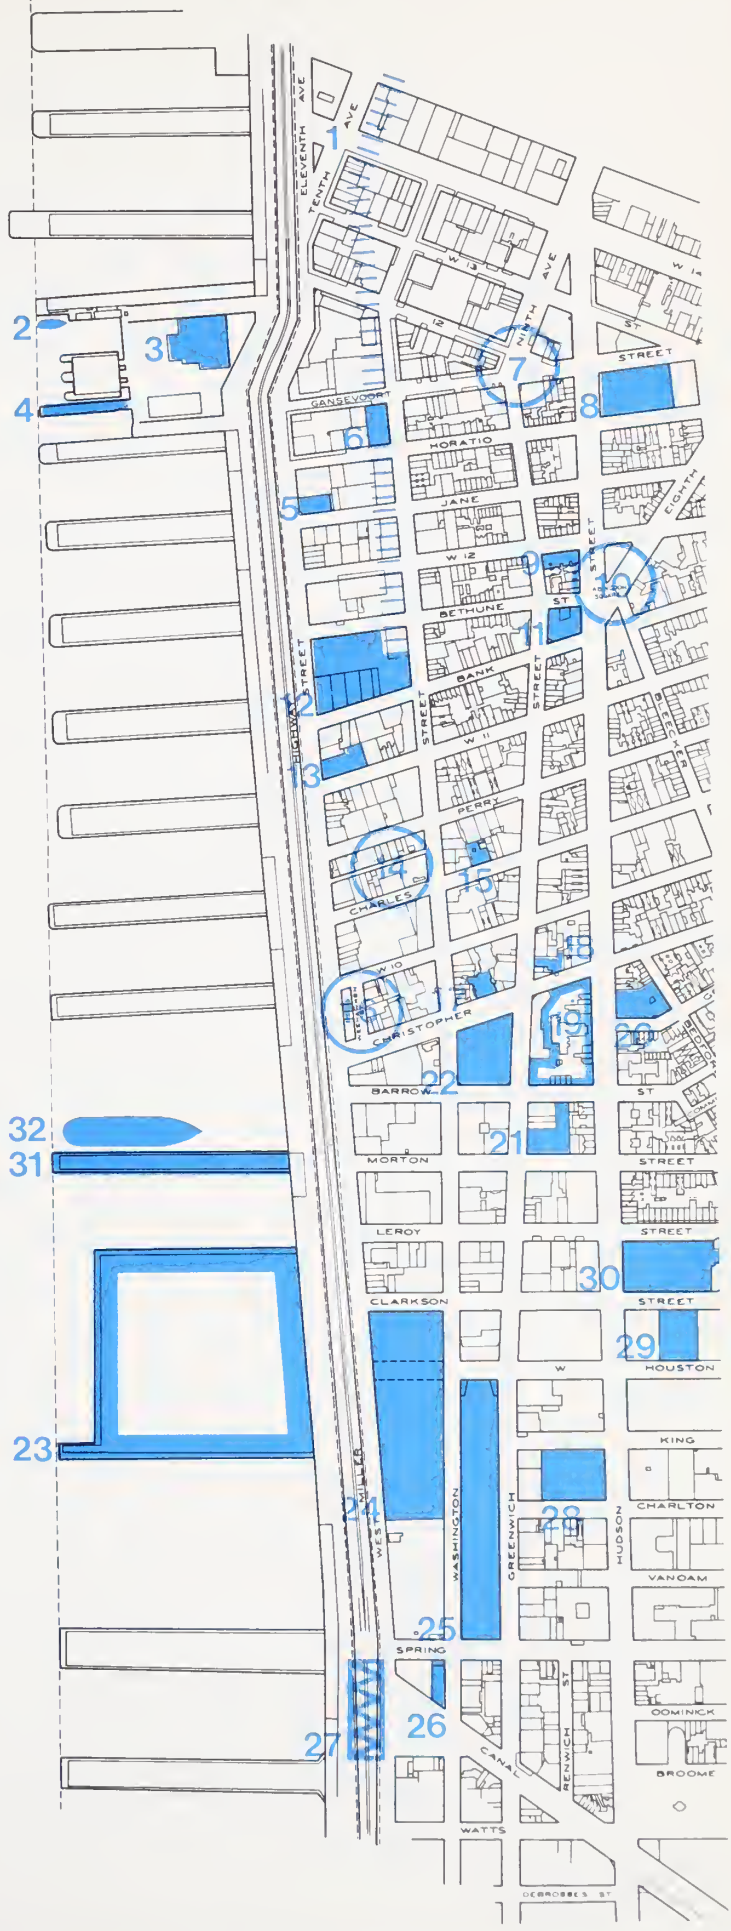 ELEVENTH AVE
1
AVE
TENTH
W 13
AVE
W 14
NINTH
ST
12
2
3
7
STREET
4
GANSEVOORT
8
6
HORATIO
5
JANE
EIGHTH
STREET
W 12
9
10
SQUARE
BETHUNE
ST
11
STREET
BANK
STREET
12
STREET
BLEECKER
HIGHWAY
W 11
13
PERRY
14
15
CHARLES
18
W 10
WEEHAWKEN
17
CHRISTOPHER
19
20
22
BARROW
ST
32
21
31
MORTON
STREET
LEROY
STREET
30
CLARKSON
STREET
29
W
HOUSTON
23
KING
MILLER
24
WEST
WASHINGTON
GREENWICH
28
HUDSON
CHARLTON
VANDAM
25
SPRING
26
ST
27
DOMINICK
CANAL
RENWICH
BROOME
WATTS
DESBROSSES ST